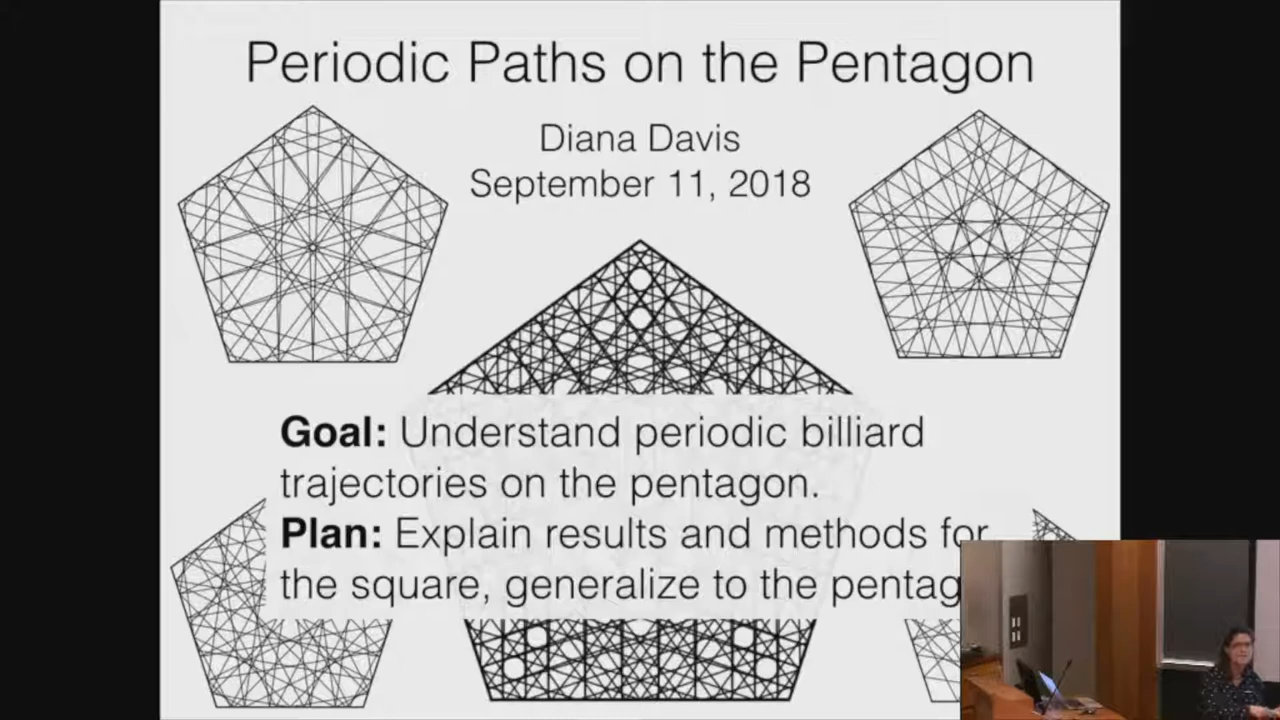 Periodic Paths on the Pentagon
Diana Davis
September 11, 2018
Goal: Understand periodic billiard
trajectories on the pentagon.
Plan: Explain results and methods for
the square, generalize to the pentag